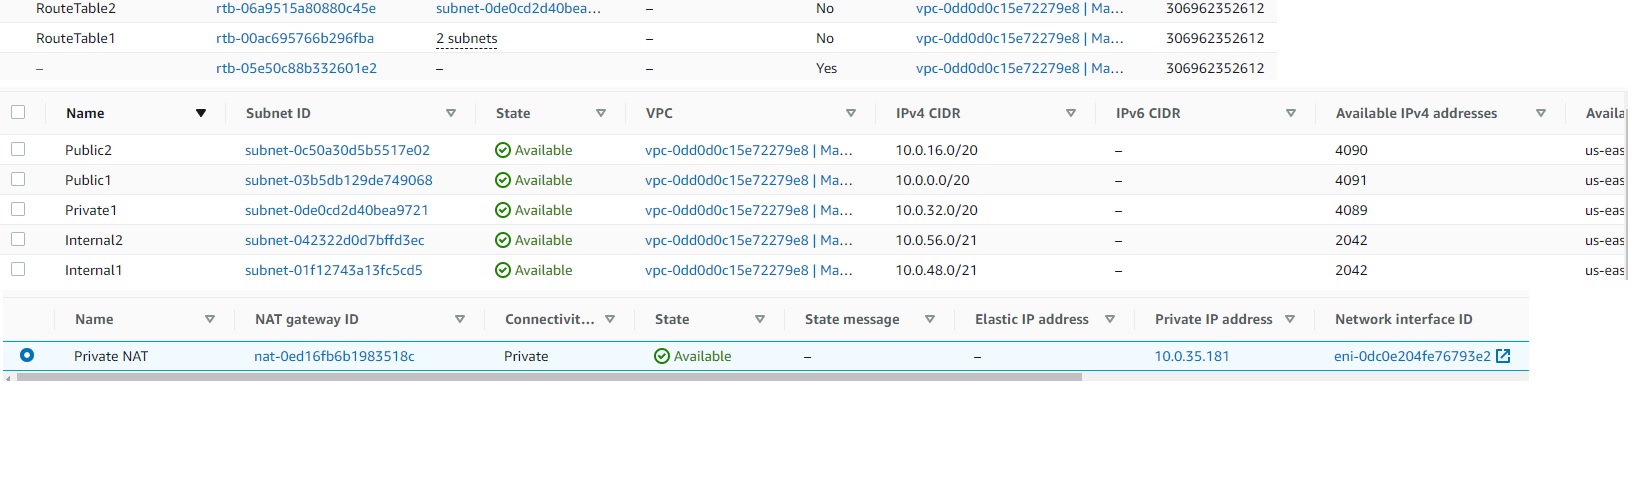 RouteTable2 rtb-06a9515a80880c45e subnet-0de0cd2d40bea... – No vpc-0dd0d0c15e72279e8 | Ma... 306962352612
RouteTable1 rtb-00ac695766b296fba 2 subnets – No vpc-0dd0d0c15e72279e8 | Ma... 306962352612
– rtb-05e50c88b332601e2 – – Yes vpc-0dd0d0c15e72279e8 | Ma... 306962352612
Name Subnet ID State VPC IPv4 CIDR IPv6 CIDR Available IPv4 addresses Availa
Public2 subnet-0c50a30d5b5517e02 Available vpc-0dd0d0c15e72279e8 | Ma... 10.0.16.0/20 – 4090 us-eas
Public1 subnet-03b5db129de749068 Available vpc-0dd0d0c15e72279e8 | Ma... 10.0.0.0/20 – 4091 us-eas
Private1 subnet-0de0cd2d40bea9721 Available vpc-0dd0d0c15e72279e8 | Ma... 10.0.32.0/20 – 4089 us-eas
Internal2 subnet-042322d0d7bffd3ec Available vpc-0dd0d0c15e72279e8 | Ma... 10.0.56.0/21 – 2042 us-eas
Internal1 subnet-01f12743a13fc5cd5 Available vpc-0dd0d0c15e72279e8 | Ma... 10.0.48.0/21 – 2042 us-eas
Name NAT gateway ID Connectivit... State State message Elastic IP address Private IP address Network interface ID
Private NAT nat-0ed16fb6b1983518c Private Available – – 10.0.35.181 eni-0dc0e204fe76793e2